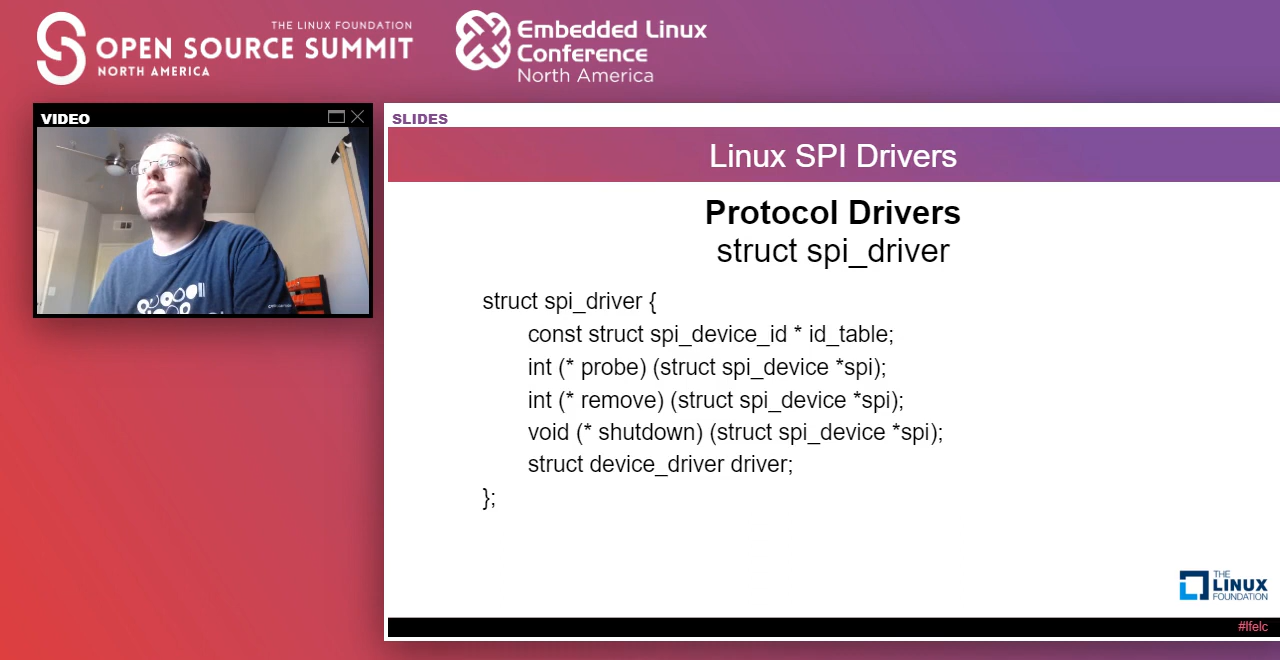 THE LINUX FOUNDATION
OPEN SOURCE SUMMIT
NORTH AMERICA
Embedded Linux
Conference
North America
VIDEO
SLIDES
Linux SPI Drivers
Protocol Drivers
struct spi_driver
struct spi_driver {
const struct spi_device_id * id_table;
int (* probe) (struct spi_device *spi);
int (* remove) (struct spi_device *spi);
void (* shutdown) (struct spi_device *spi);
struct device_driver driver;
};
THE
LINUX
FOUNDATION
#lfelc